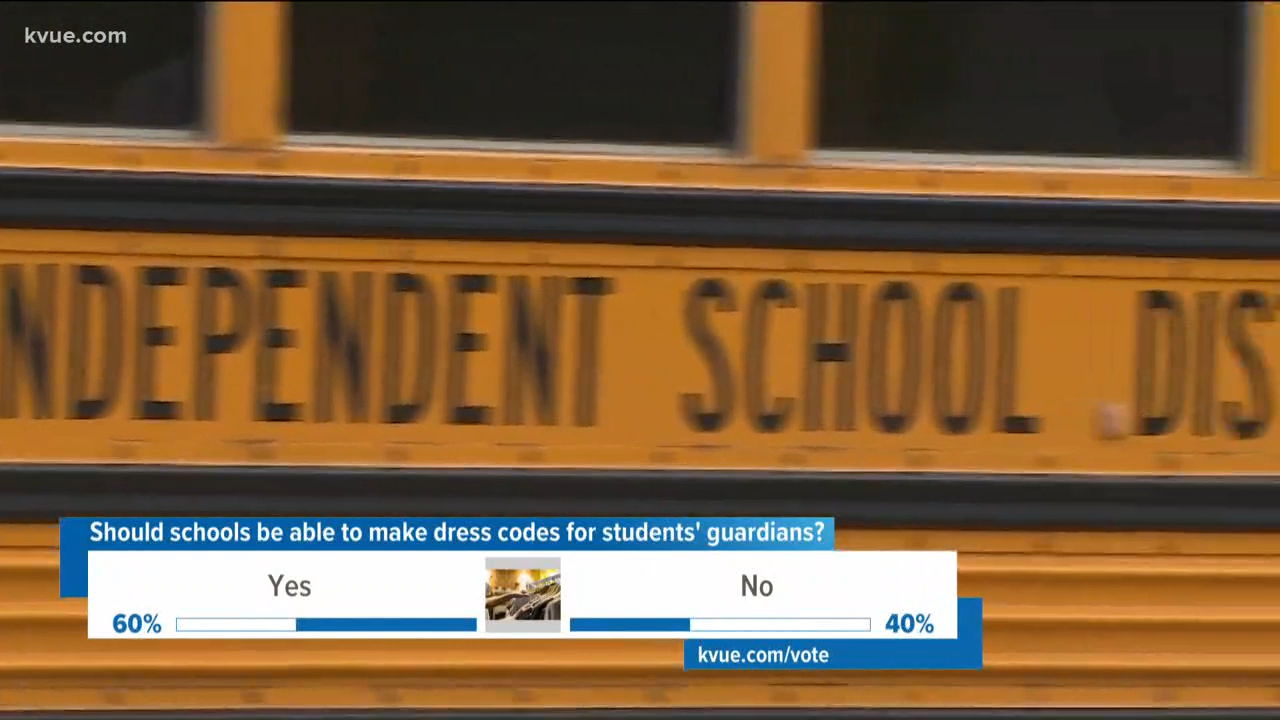 kvue.com
NDEPENDENT SCHOOL DIS
Should schools be able to make dress codes for students' guardians?
Yes
No
60%
40%
kvue.com/vote